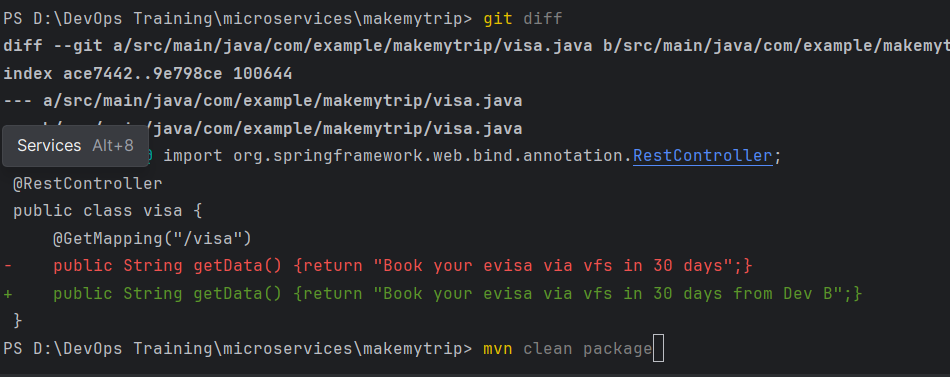 PS D:\DevOps Training\microservices\makemytrip> git diff
diff --git a/src/main/java/com/example/makemytrip/visa.java b/src/main/java/com/example/makemyt
index ace7442..9e798ce 100644
--- a/src/main/java/com/example/makemytrip/visa.java
/src/main/java/com/example/makemytrip/visa.java
Services Alt+8
import org.springframework.web.bind.annotation.RestController;
@RestController
public class visa {
@GetMapping("/visa")
-    public String getData() {return "Book your evisa via vfs in 30 days";}
+    public String getData() {return "Book your evisa via vfs in 30 days from Dev B";}
}
PS D:\DevOps Training\microservices\makemytrip> mvn clean package